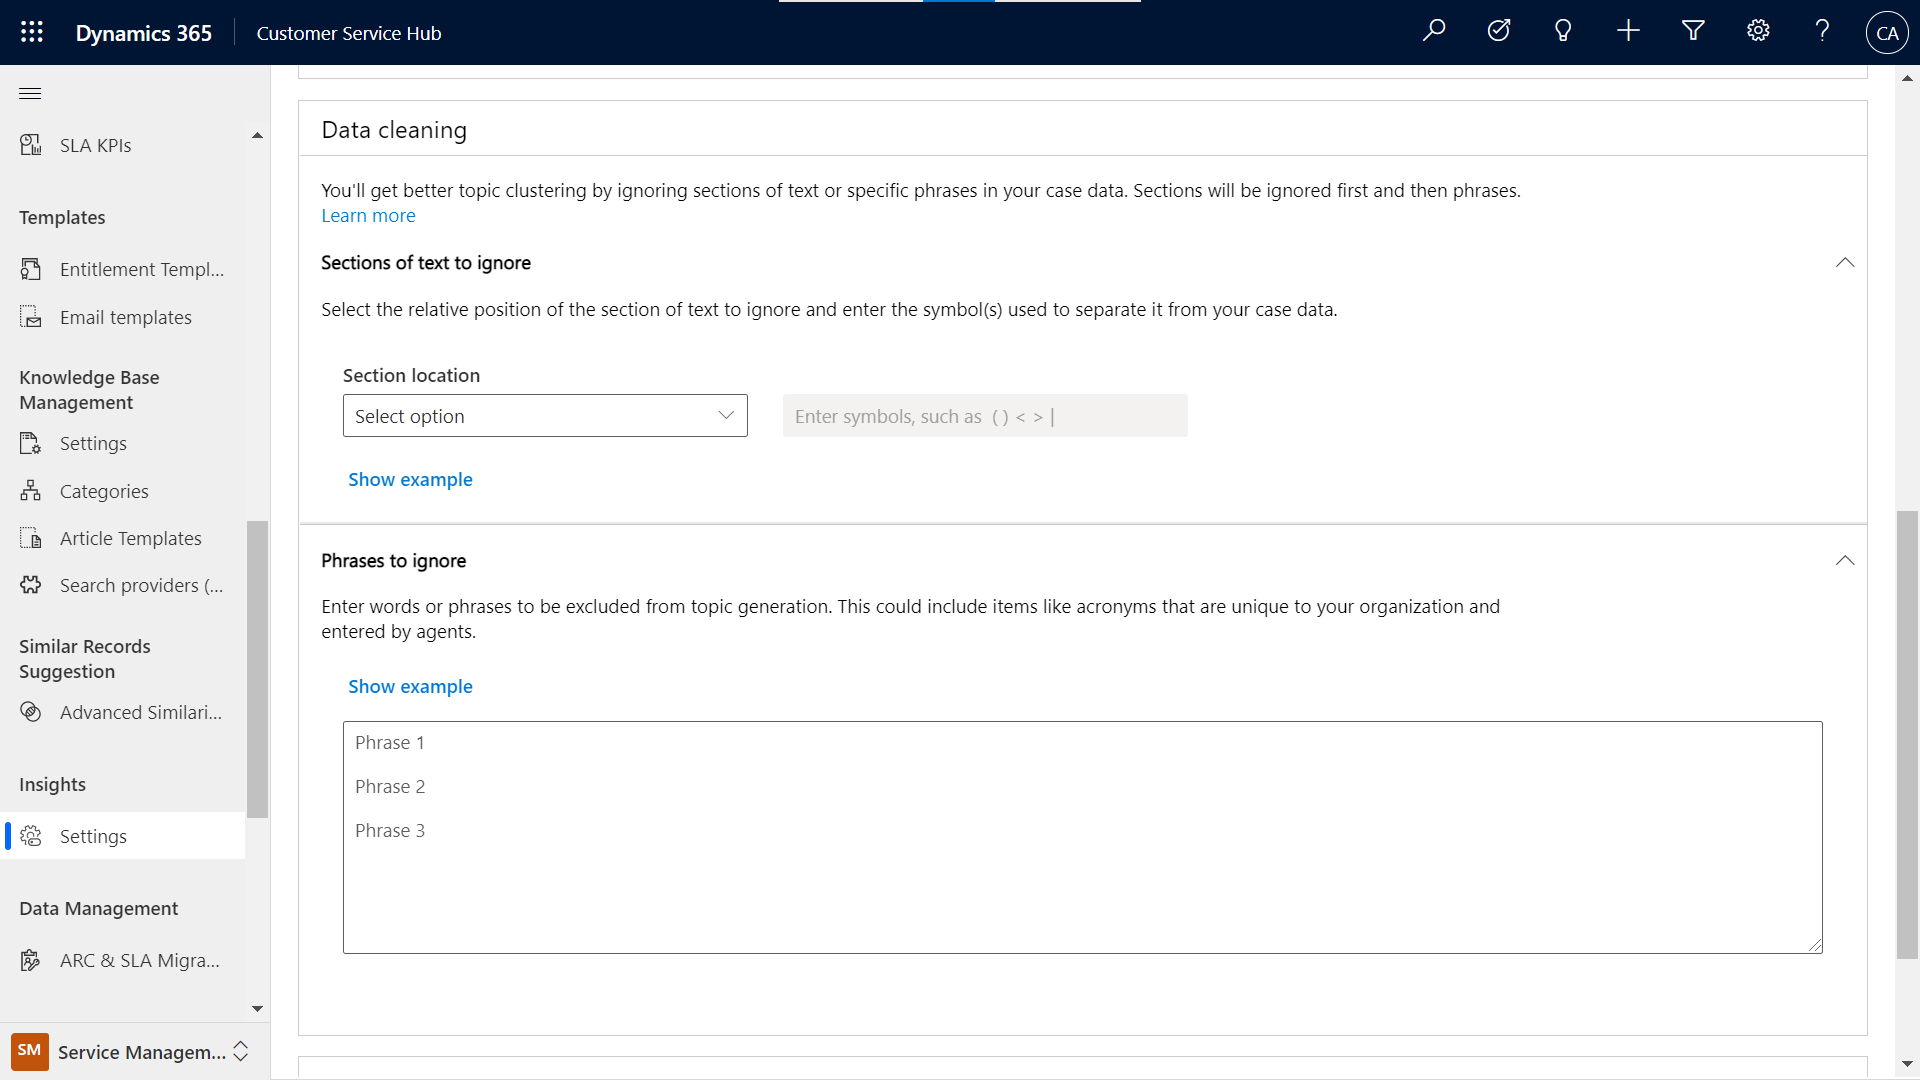 Dynamics 365
Customer Service Hub
CA
SLA KPIs
Templates
Entitlement Templ...
Email templates
Knowledge Base
Management
Settings
Categories
Article Templates
Search providers (...
Similar Records
Suggestion
Advanced Similari...
Insights
Settings
Data Management
ARC & SLA Migra...
SM
Service Managem...
Data cleaning
You'll get better topic clustering by ignoring sections of text or specific phrases in your case data. Sections will be ignored first and then phrases.
Learn more
Sections of text to ignore
Select the relative position of the section of text to ignore and enter the symbol(s) used to separate it from your case data.
Section location
Select option
Enter symbols, such as ( ) < > |
Show example
Phrases to ignore
Enter words or phrases to be excluded from topic generation. This could include items like acronyms that are unique to your organization and
entered by agents.
Show example
Phrase 1
Phrase 2
Phrase 3